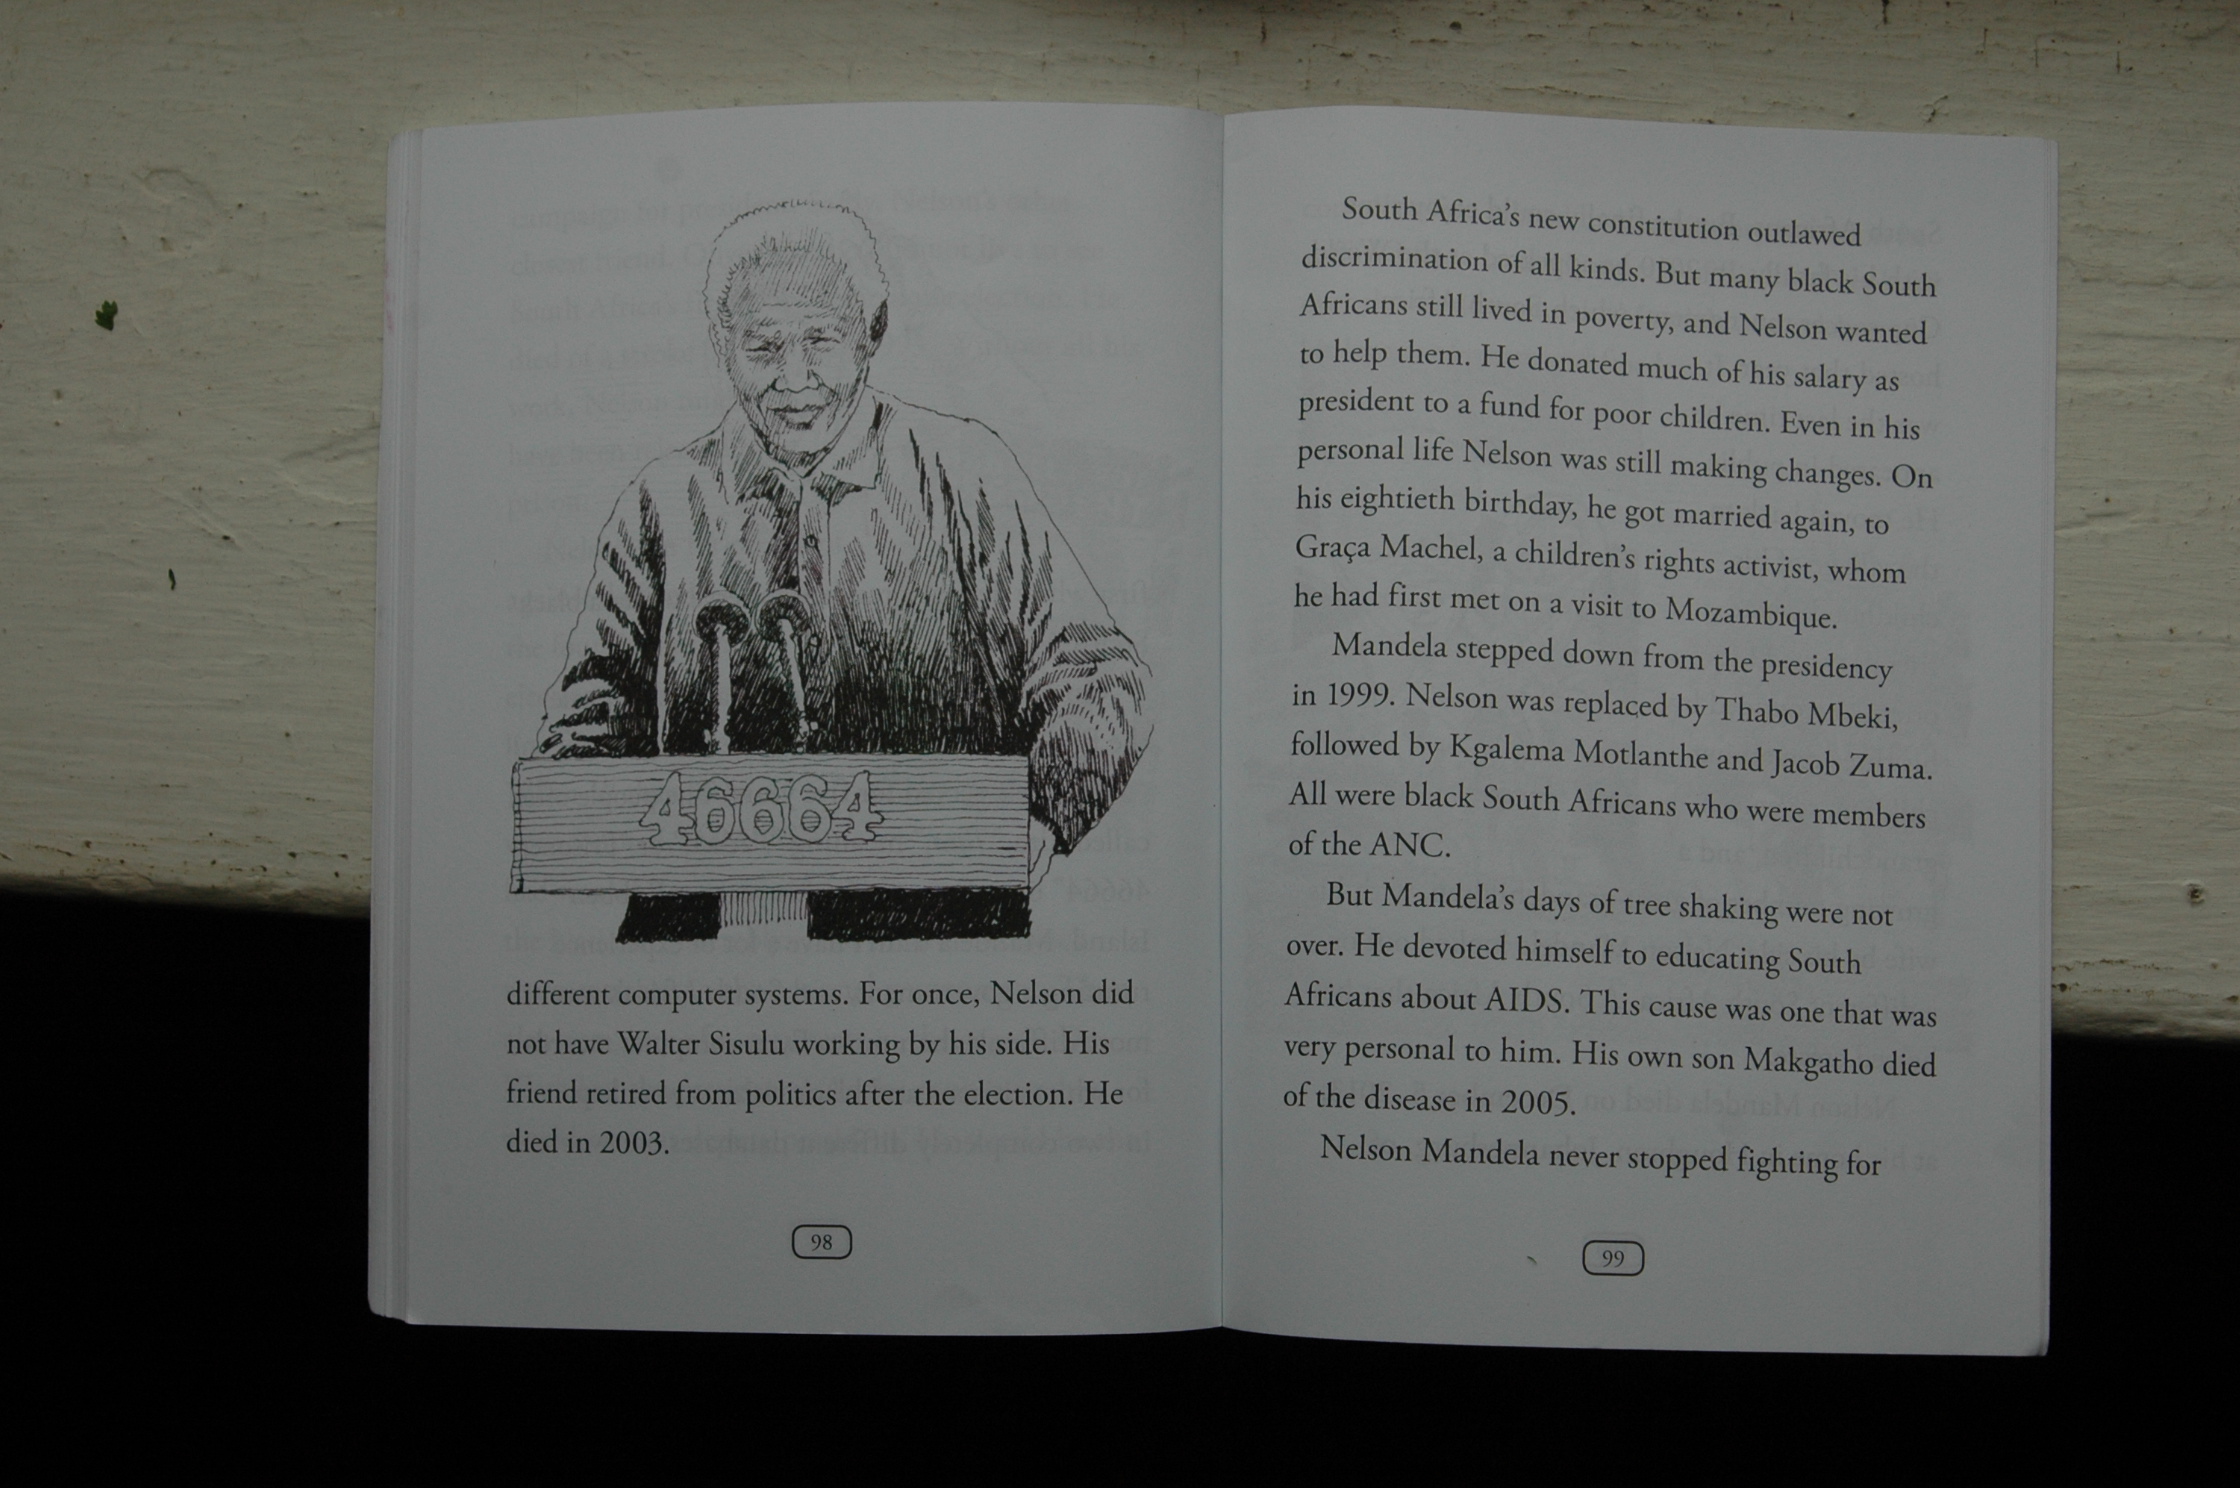 46664
different computer systems. For once, Nelson did
not have Walter Sisulu working by his side. His
friend retired from politics after the election. He
died in 2003.
98
South Africa's new constitution outlawed
discrimination of all kinds. But many black South
Africans still lived in poverty, and Nelson wanted
to help them. He donated much of his salary as
president to a fund for poor children. Even in his
personal life Nelson was still making changes. On
his eightieth birthday, he got married again, to
Graça Machel, a children's rights activist, whom
he had first met on a visit to Mozambique.
Mandela stepped down from the presidency
in 1999. Nelson was replaced by Thabo Mbeki,
followed by Kgalema Motlanthe and Jacob Zuma.
All were black South Africans who were members
of the ANC.
But Mandela's days of tree shaking were not
over. He devoted himself to educating South
Africans about AIDS. This cause was one that was
very personal to him. His own son Makgatho died
of the disease in 2005.
Nelson Mandela never stopped fighting for
99